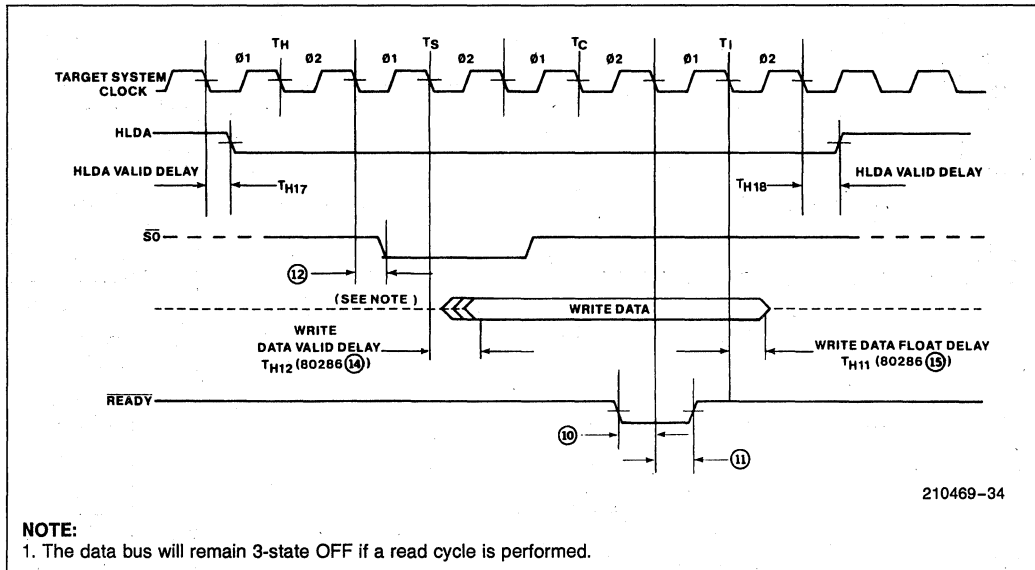 TH TS TC TI
Ø1 Ø2 Ø1 Ø2 Ø1 Ø2 Ø1 Ø2
TARGET SYSTEM
CLOCK
HLDA
HLDA VALID DELAY TH17 TH18 HLDA VALID DELAY
S0
12
(SEE NOTE) WRITE DATA
WRITE
DATA VALID DELAY
TH12 (80286 14)
WRITE DATA FLOAT DELAY
TH11 (80286 15)
READY
10
11
210469–34
NOTE:
1. The data bus will remain 3-state OFF if a read cycle is performed.